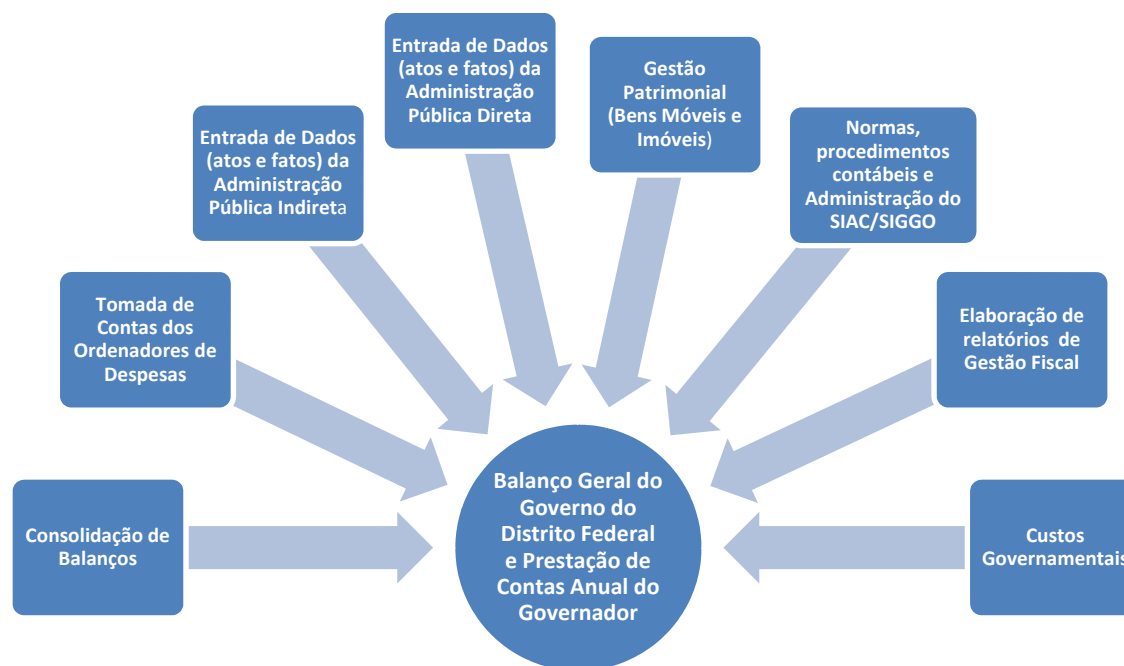 Consolidação de
Balanços
Tomada de
Contas dos
Ordenadores de
Despesas
Entrada de Dados
(atos e fatos) da
Administração
Pública Indireta
Entrada de Dados
(atos e fatos) da
Administração
Pública Direta
Gestão
Patrimonial
(Bens Móveis e
Imóveis)
Normas,
procedimentos
contábeis e
Administração do
SIAC/SIGGO
Elaboração de
relatórios de
Gestão Fiscal
Custos
Governamentais
Balanço Geral do
Governo do
Distrito Federal
e Prestação de
Contas Anual do
Governador